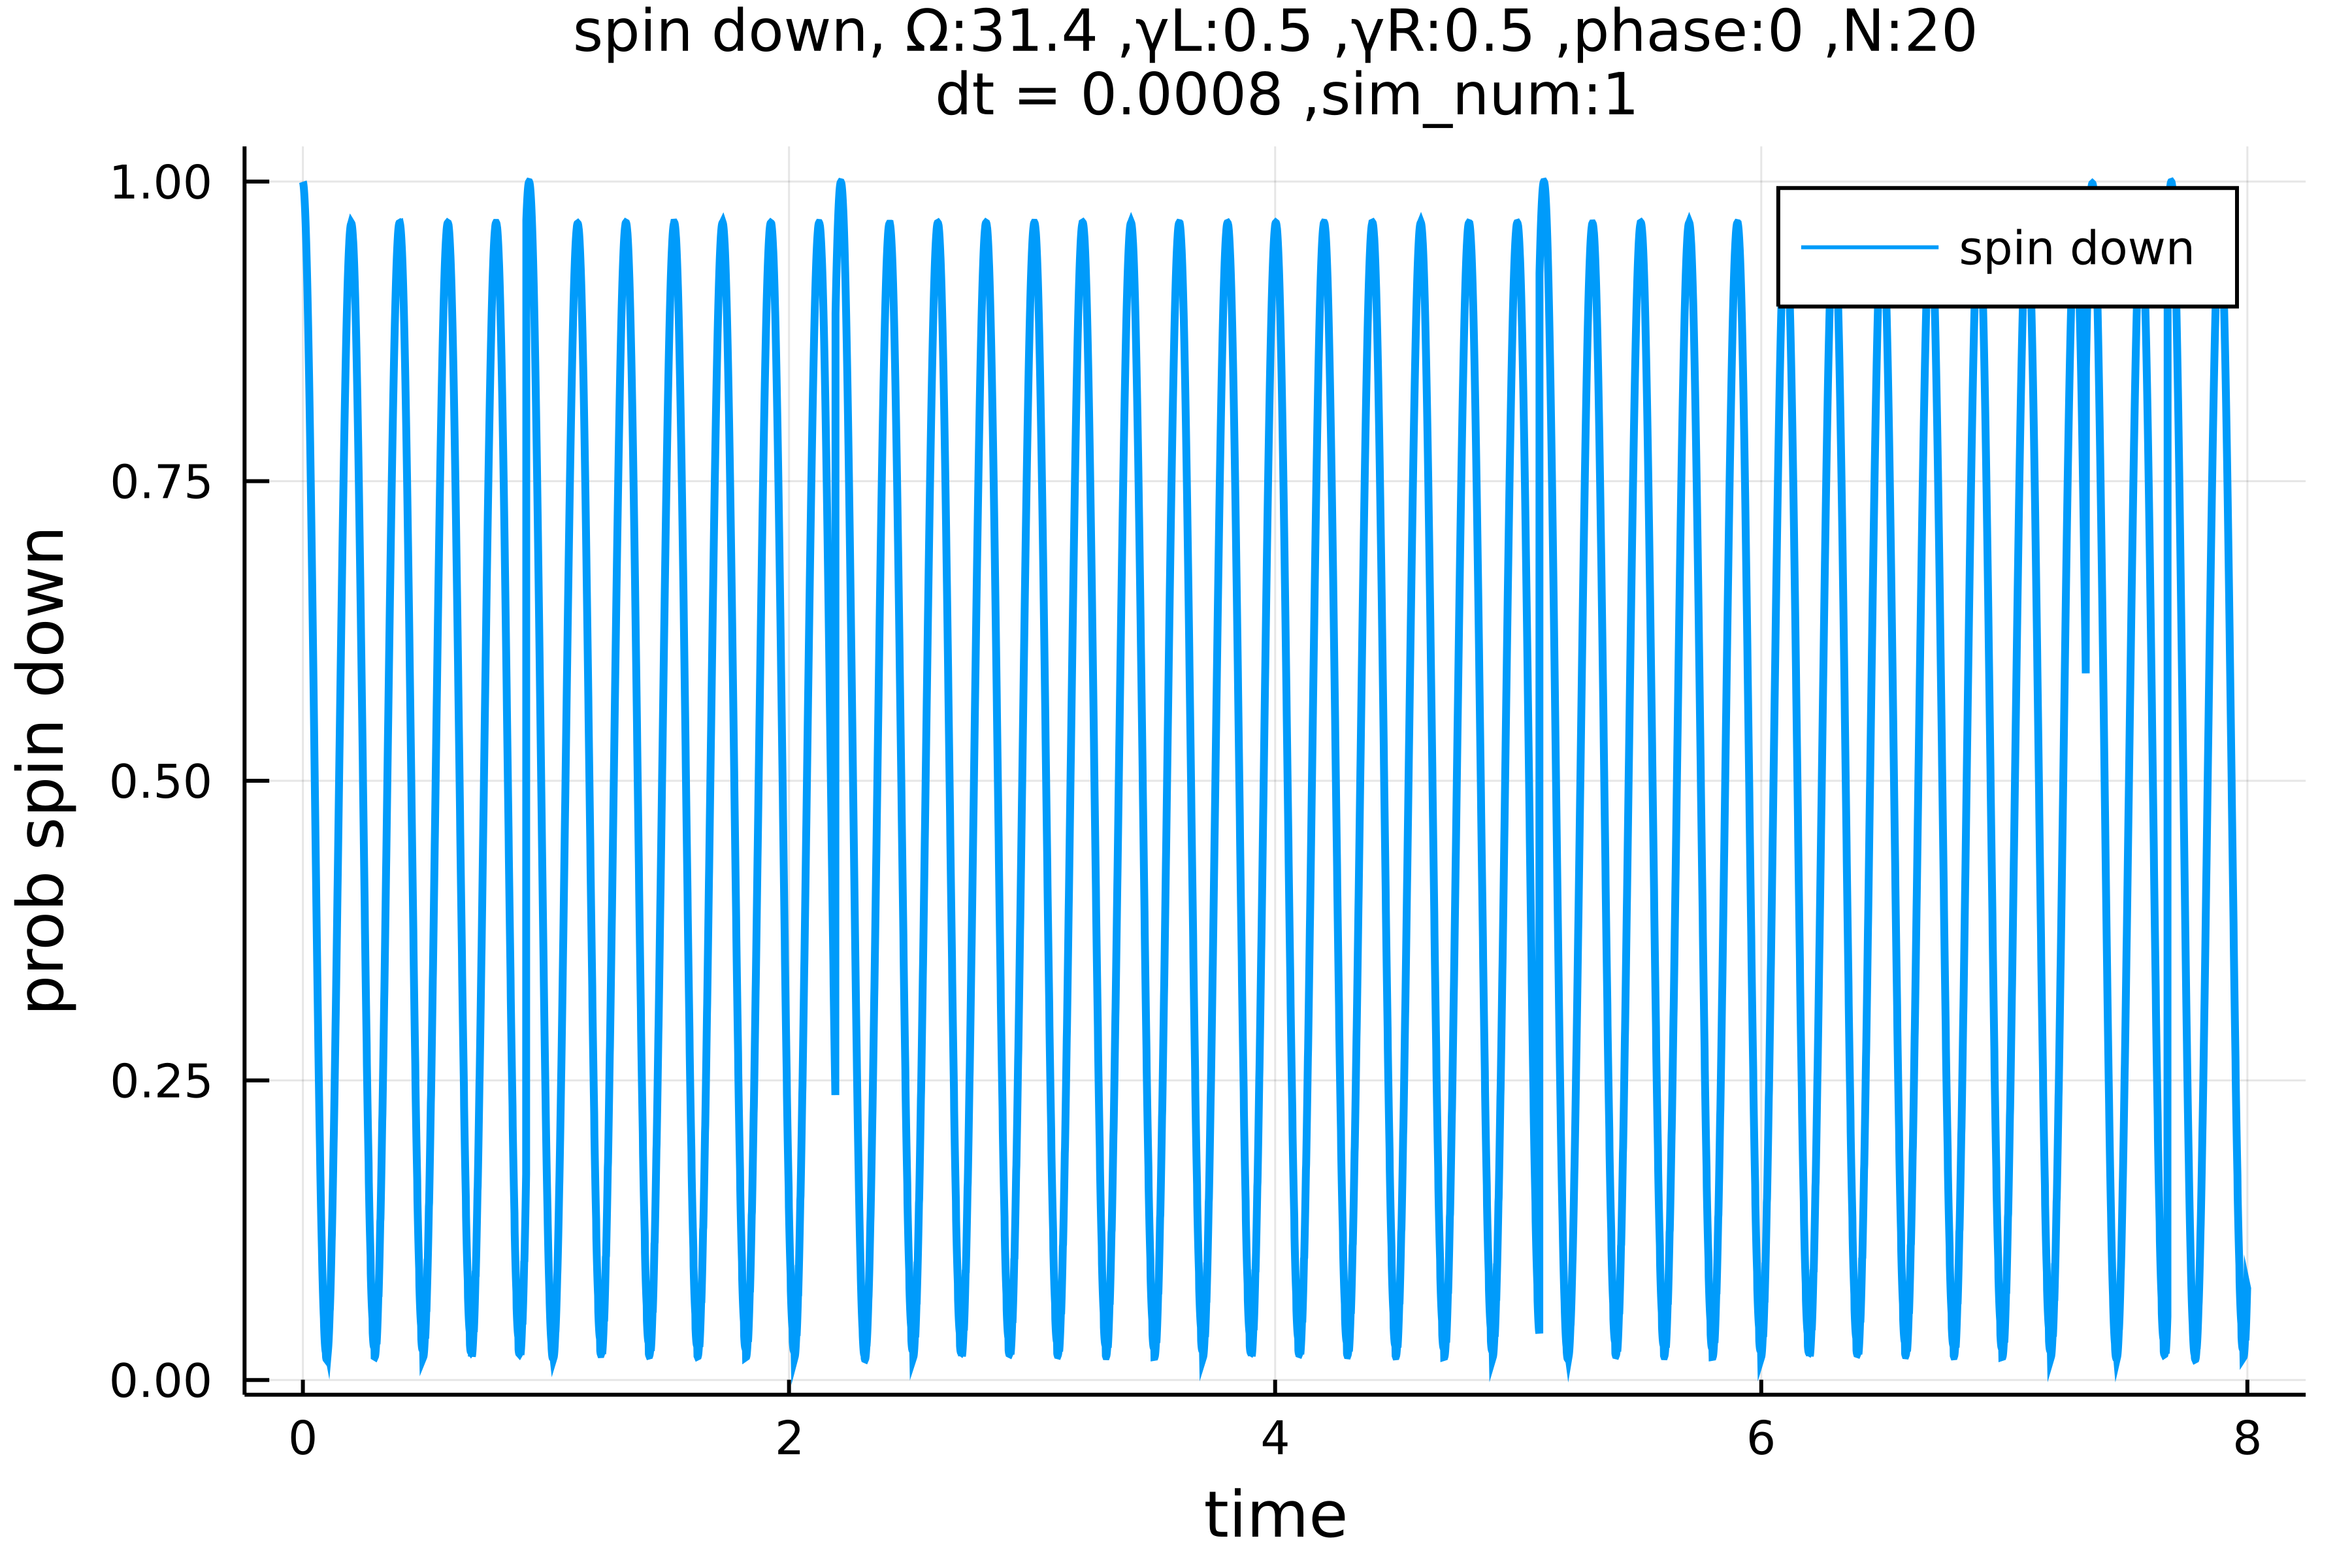 spin down, Ω:31.4 ,γL:0.5 ,γR:0.5 ,phase:0 ,N:20
dt = 0.0008 ,sim_num:1
1.00
0.75
0.50
0.25
0.00
prob spin down
spin down
0 2 4 6 8
time